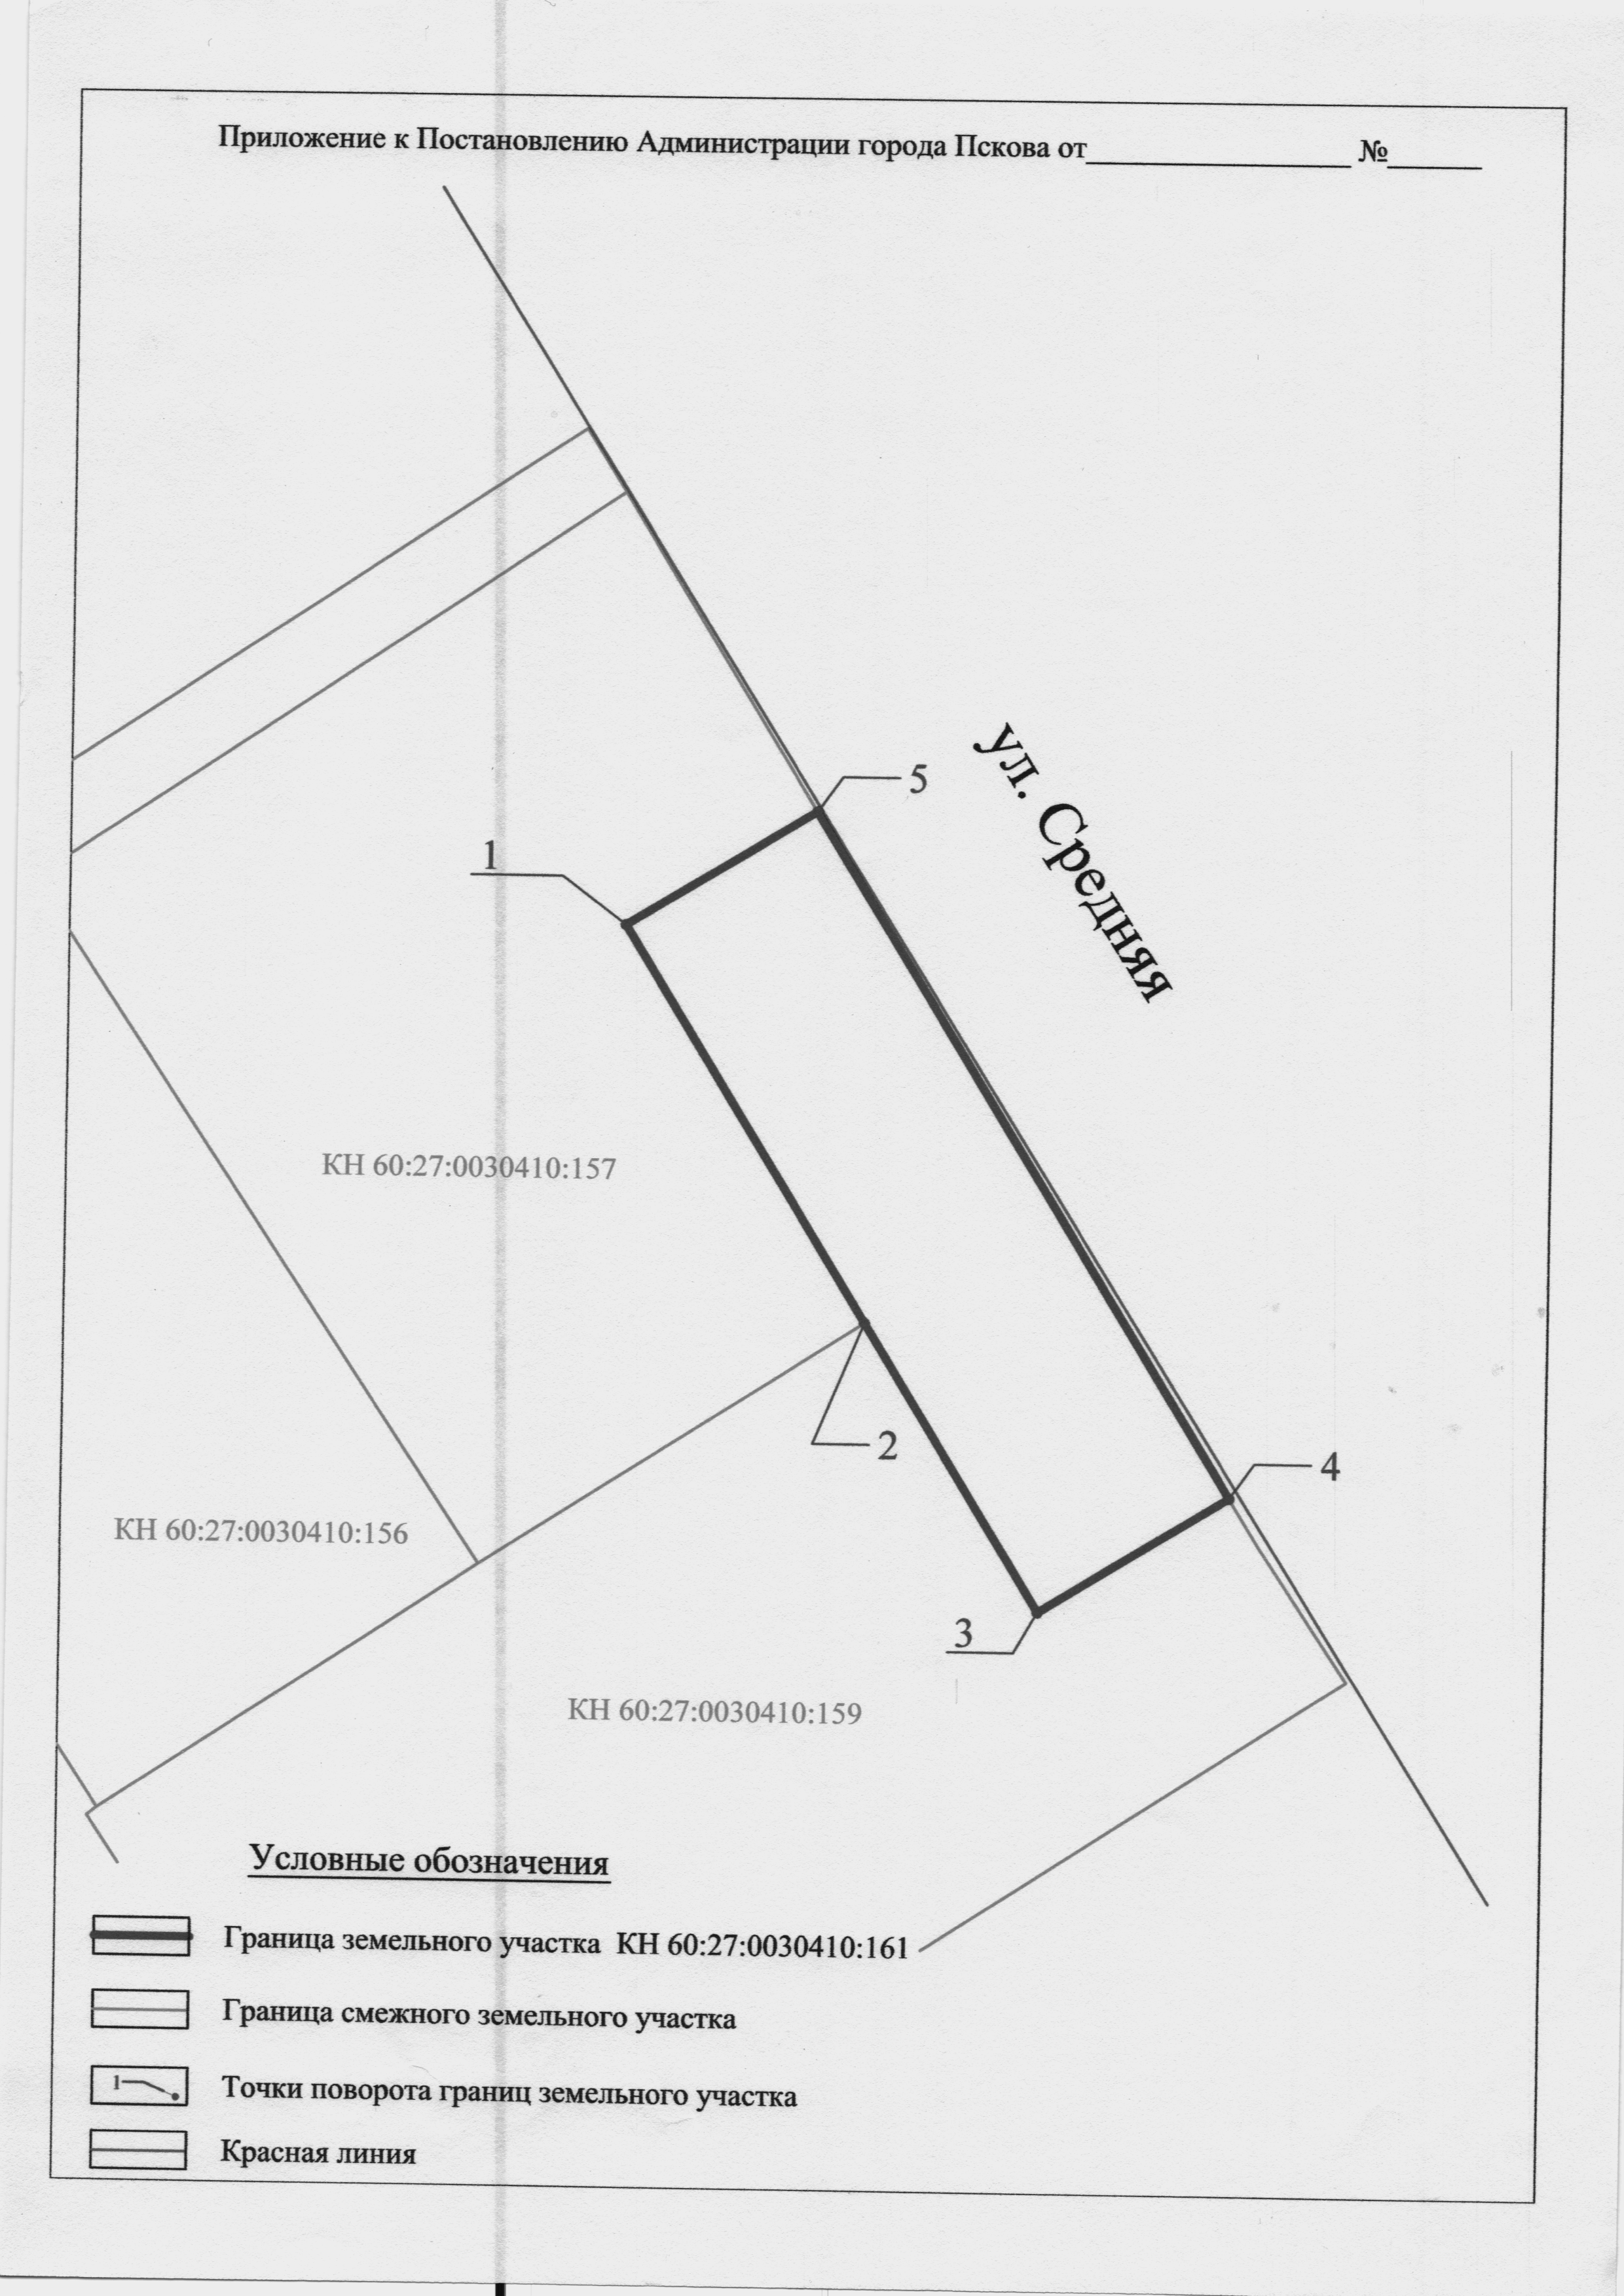 Приложение к Постановлению Администрации города Пскова от______________ №______
5
ул. Средняя
1
КН 60:27:0030410:157
2
4
КН 60:27:0030410:156
3
КН 60:27:0030410:159
Условные обозначения
Граница земельного участка КН 60:27:0030410:161
Граница смежного земельного участка
1 Точки поворота границ земельного участка
Красная линия